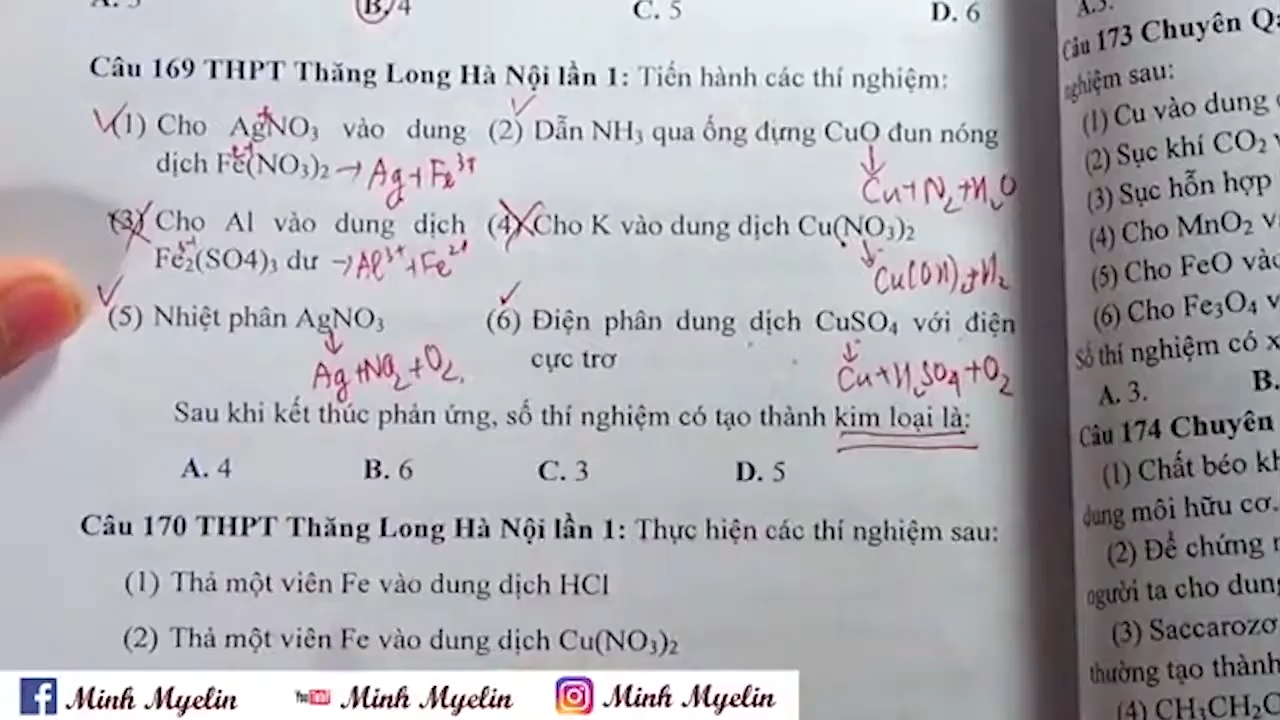 A. 3 B. 4 C. 5 D. 6
Câu 169 THPT Thăng Long Hà Nội lần 1: Tiến hành các thí nghiệm:
(1) Cho AgNO₃ vào dung (2) Dẫn NH₃ qua ống đựng CuO đun nóng
dịch Fe(NO₃)₂ → Ag + Fe³⁺
Cu + N₂ + H₂O
(3) Cho Al vào dung dịch (4) Cho K vào dung dịch Cu(NO₃)₂
Fe₂(SO4)₃ dư → Al³⁺ + Fe²⁺
Cu(OH)₂ + H₂
(5) Nhiệt phân AgNO₃ (6) Điện phân dung dịch CuSO₄ với điện
cực trơ
Ag + NO₂ + O₂.
Cu + H₂SO₄ + O₂
Sau khi kết thúc phản ứng, số thí nghiệm có tạo thành kim loại là:
A. 4 B. 6 C. 3 D. 5
Câu 170 THPT Thăng Long Hà Nội lần 1: Thực hiện các thí nghiệm sau:
(1) Thả một viên Fe vào dung dịch HCl
(2) Thả một viên Fe vào dung dịch Cu(NO₃)₂
A.3.
Câu 173 Chuyên
nghiệm sau:
(1) Cu vào dung
(2) Sục khí CO₂
(3) Sục hỗn hợp
(4) Cho MnO₂
(5) Cho FeO
(6) Cho Fe₃O₄
Số thí nghiệm có
A. 3. B.
Câu 174 Chuyên
(1) Chất béo
dung môi hữu cơ.
(2) Để chứng
người ta cho
(3) Saccarozơ
thường tạo thành
(4) CH₃CH₂
Minh Myelin YouTube Minh Myelin Minh Myelin